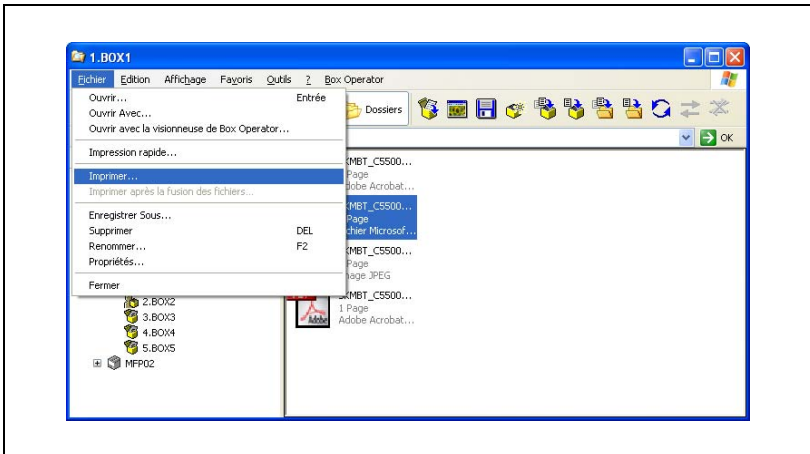 1.BOX1
Fichier Edition Affichage Favoris Outils ? Box Operator
Ouvrir... Entrée
Ouvrir Avec...
Ouvrir avec la visionneuse de Box Operator...
Impression rapide...
Imprimer...
Imprimer après la fusion des fichiers...
Enregistrer Sous...
Supprimer DEL
Renommer... F2
Propriétés...
Fermer
Dossiers
OK
2.BOX2
3.BOX3
4.BOX4
5.BOX5
MFP02
KMBT_C5500...
Page
dobe Acrobat...
KMBT_C5500...
Page
chier Microsof...
KMBT_C5500...
Page
mage JPEG
KMBT_C5500...
1 Page
Adobe Acrobat...
Adobe